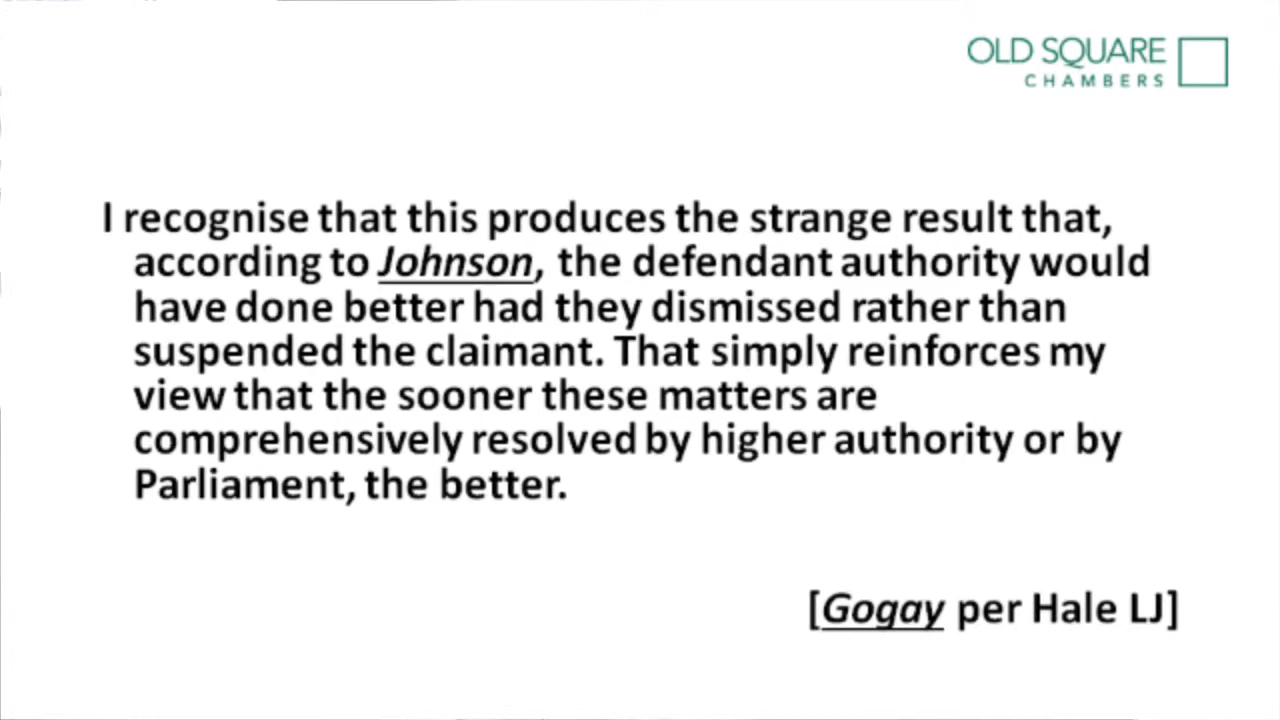 OLD SQUARE
CHAMBERS
I recognise that this produces the strange result that,
according to Johnson, the defendant authority would
have done better had they dismissed rather than
suspended the claimant. That simply reinforces my
view that the sooner these matters are
comprehensively resolved by higher authority or by
Parliament, the better.
[Gogay per Hale LJ]